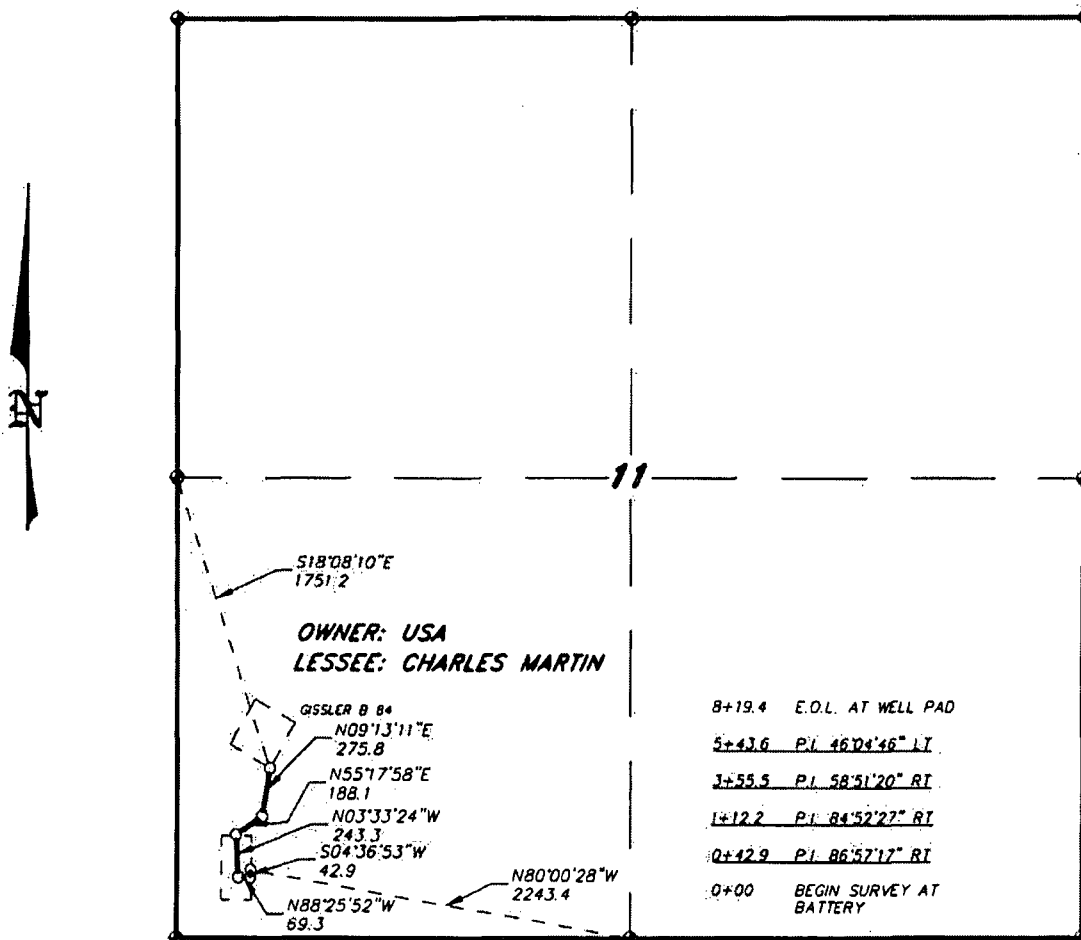 N
11
S18°08'10"E
1751.2
OWNER: USA
LESSEE: CHARLES MARTIN
GISSLER B 84
N09°13'11"E
275.8
N55°17'58"E
188.1
N03°33'24"W
243.3
S04°36'53"W
42.9
N88°25'52"W
69.3
N80°00'28"W
2243.4
8+19.4 E.O.L. AT WELL PAD
5+43.6 P.I. 46°04'46" LT
3+55.5 P.I. 58°51'20" RT
1+12.2 P.I. 84°52'27" RT
0+42.9 P.I. 86°57'17" RT
0+00 BEGIN SURVEY AT
BATTERY